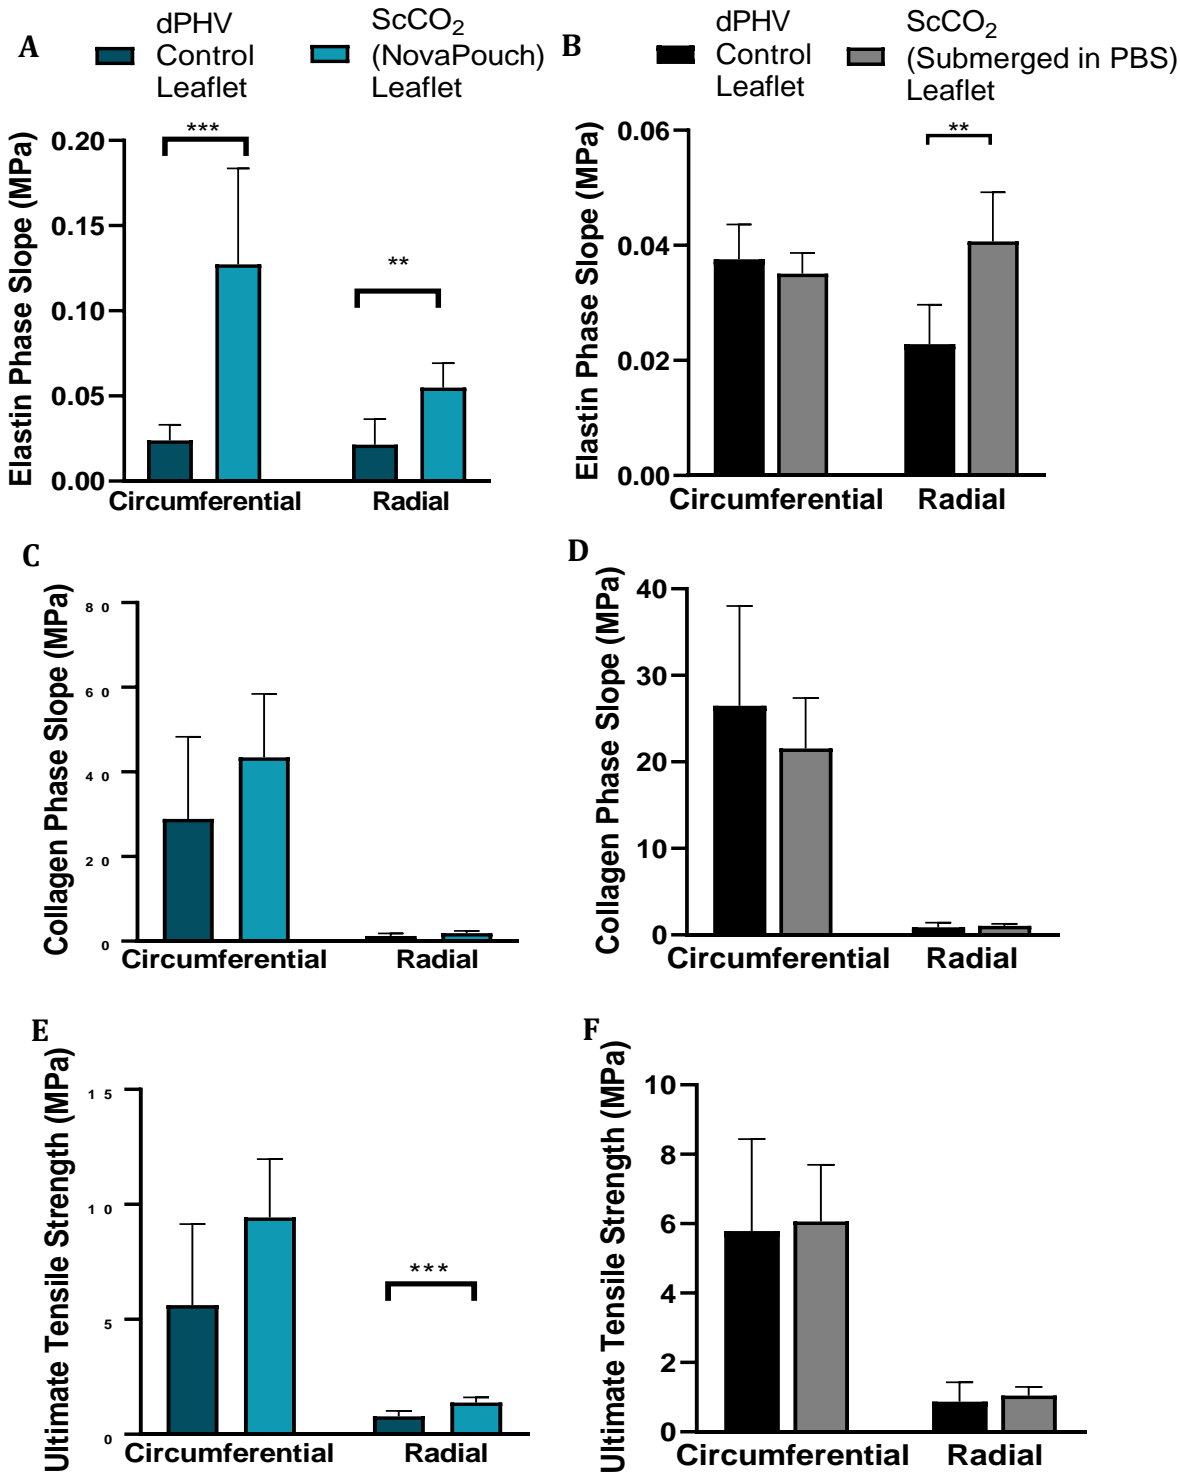 A
dPHV
Control
Leaflet
ScCO₂
(NovaPouch)
Leaflet
Elastin Phase Slope (MPa)
0.20
0.15
0.10
0.05
0.00
***
**
Circumferential
Radial
B
dPHV
Control
Leaflet
ScCO₂
(Submerged in PBS)
Leaflet
Elastin Phase Slope (MPa)
0.06
0.04
0.02
0.00
**
Circumferential
Radial
C
Collagen Phase Slope (MPa)
80
60
40
20
0
Circumferential
Radial
D
Collagen Phase Slope (MPa)
40
30
20
10
0
Circumferential
Radial
E
Ultimate Tensile Strength (MPa)
15
10
5
0
***
Circumferential
Radial
F
Ultimate Tensile Strength (MPa)
10
8
6
4
2
0
Circumferential
Radial